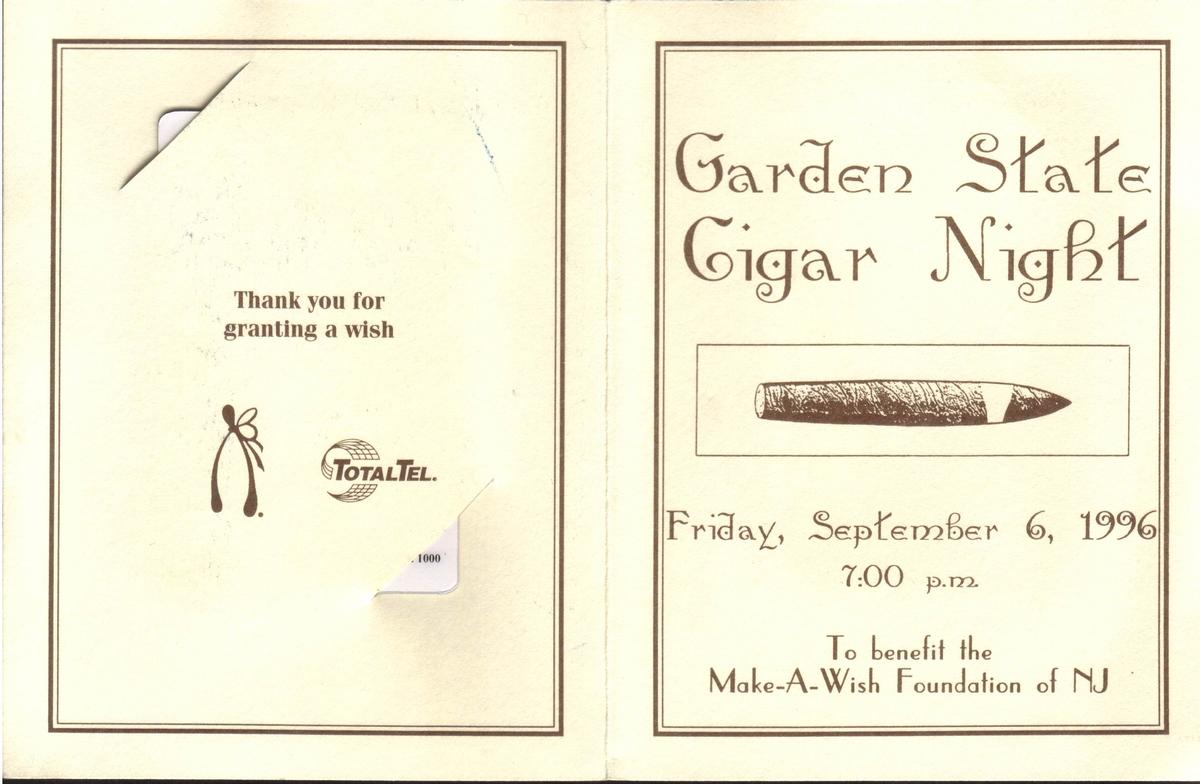 Thank you for
granting a wish
TOTALTEL.
. 1000
Garden State
Cigar Night
Friday, September 6, 1996
7:00 p.m.
To benefit the
Make-A-Wish Foundation of NJ